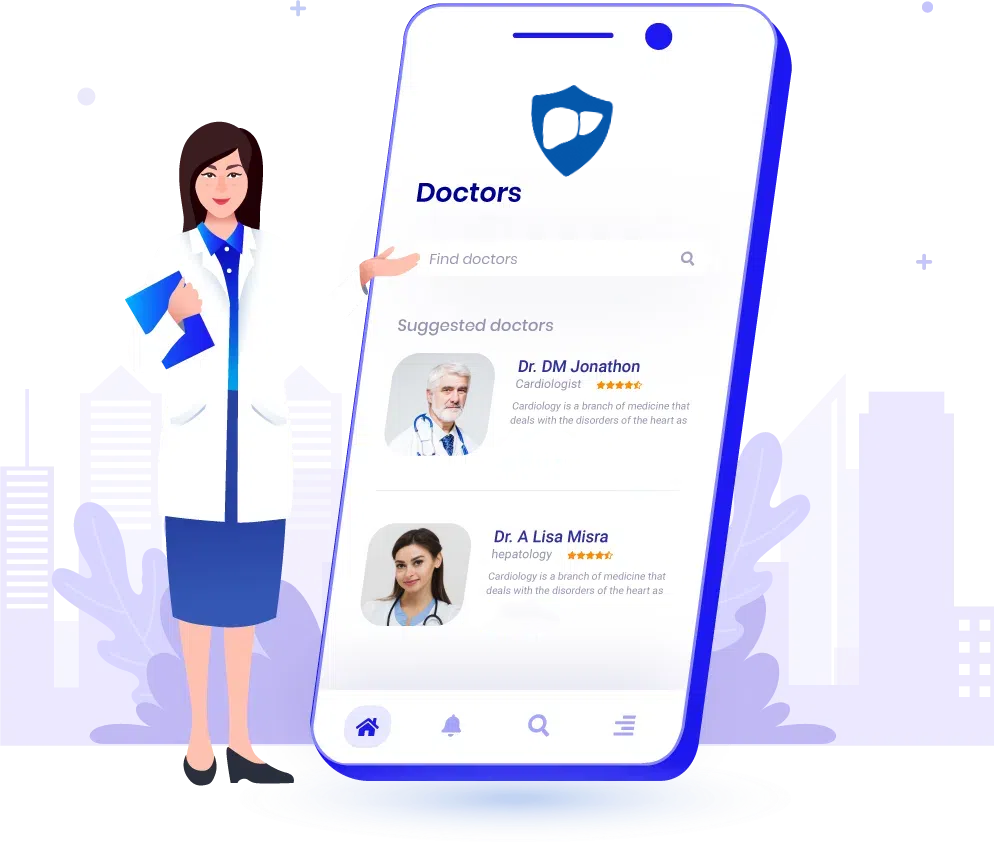 Doctors
Find doctors
Suggested doctors
Dr. DM Jonathon
Cardiologist
Cardiology is a branch of medicine that
deals with the disorders of the heart as
Dr. A Lisa Misra
hepatology
Cardiology is a branch of medicine that
deals with the disorders of the heart as